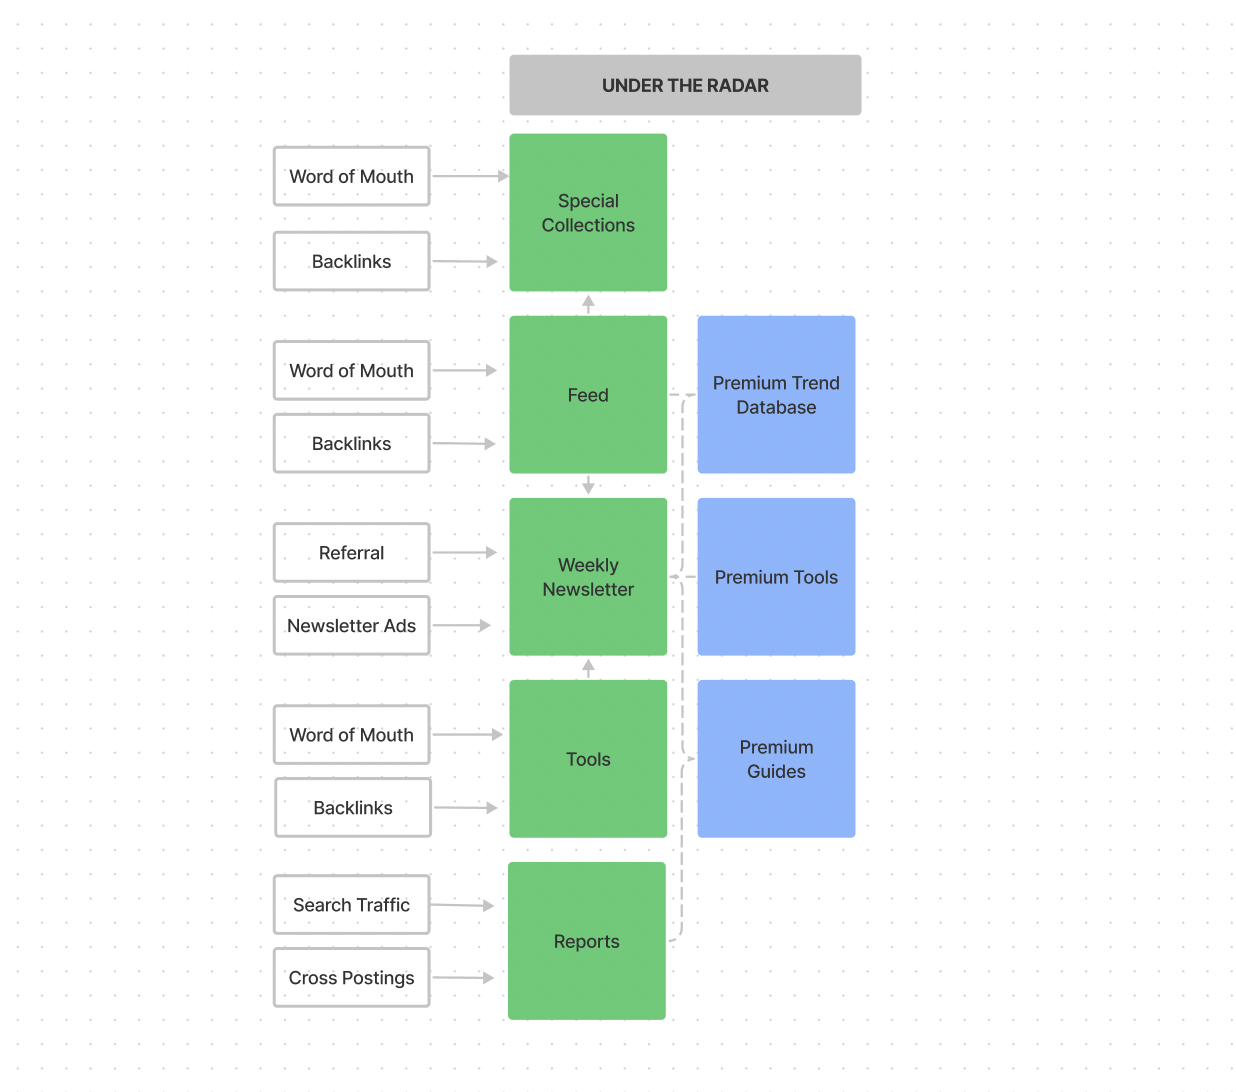 UNDER THE RADAR
Word of Mouth
Backlinks
Special
Collections
Word of Mouth
Backlinks
Feed
Premium Trend
Database
Referral
Newsletter Ads
Weekly
Newsletter
Premium Tools
Word of Mouth
Backlinks
Tools
Premium
Guides
Search Traffic
Cross Postings
Reports